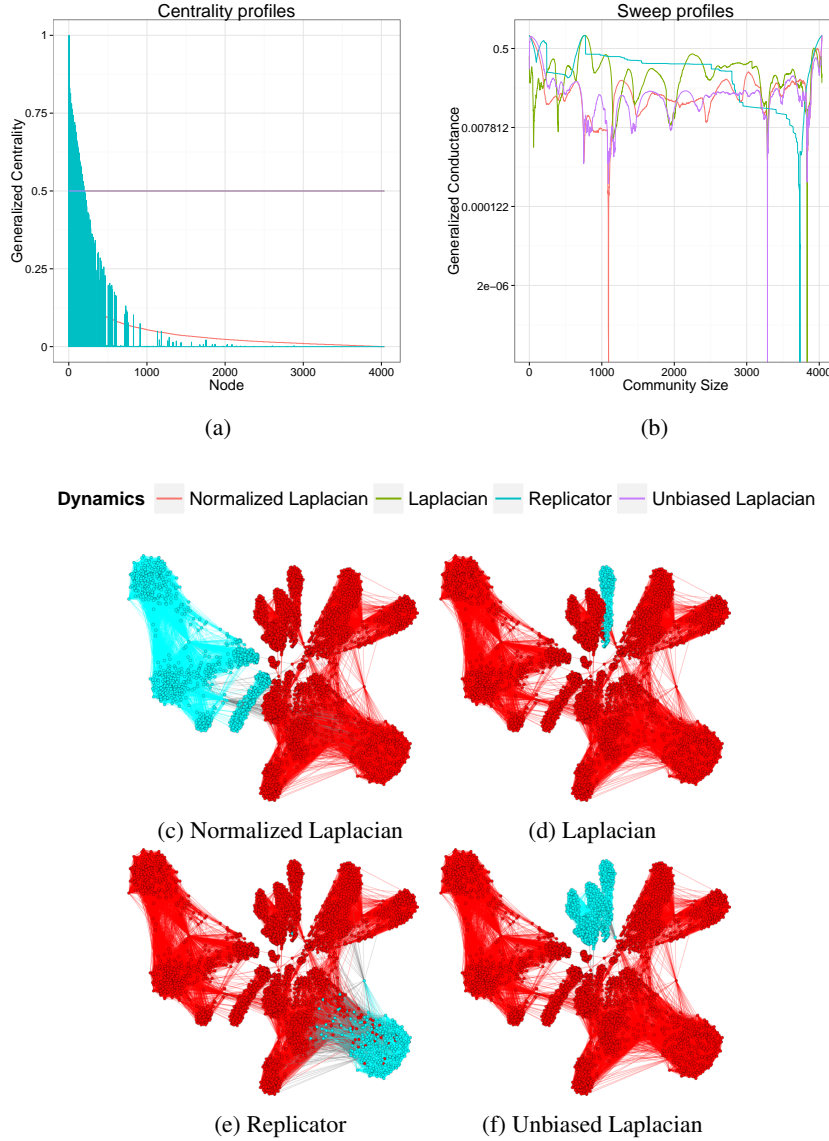 Centrality profiles
Generalized Centrality
1
0.75
0.5
0.25
0
0 1000 2000 3000 4000
Node
(a)
Sweep profiles
Generalized Conductance
0.5
0.007812
0.000122
2e−06
0 1000 2000 3000 4000
Community Size
(b)
Dynamics Normalized Laplacian Laplacian Replicator Unbiased Laplacian
(c) Normalized Laplacian
(d) Laplacian
(e) Replicator
(f) Unbiased Laplacian